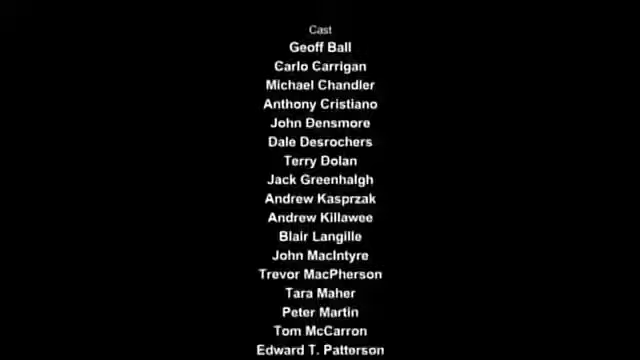 Cast
Geoff Ball
Carlo Carrigan
Michael Chandler
Anthony Cristiano
John Densmore
Dale Desrochers
Terry Dolan
Jack Greenhalgh
Andrew Kasprzak
Andrew Killawee
Blair Langille
John MacIntyre
Trevor MacPherson
Tara Maher
Peter Martin
Tom McCarron
Edward T. Patterson